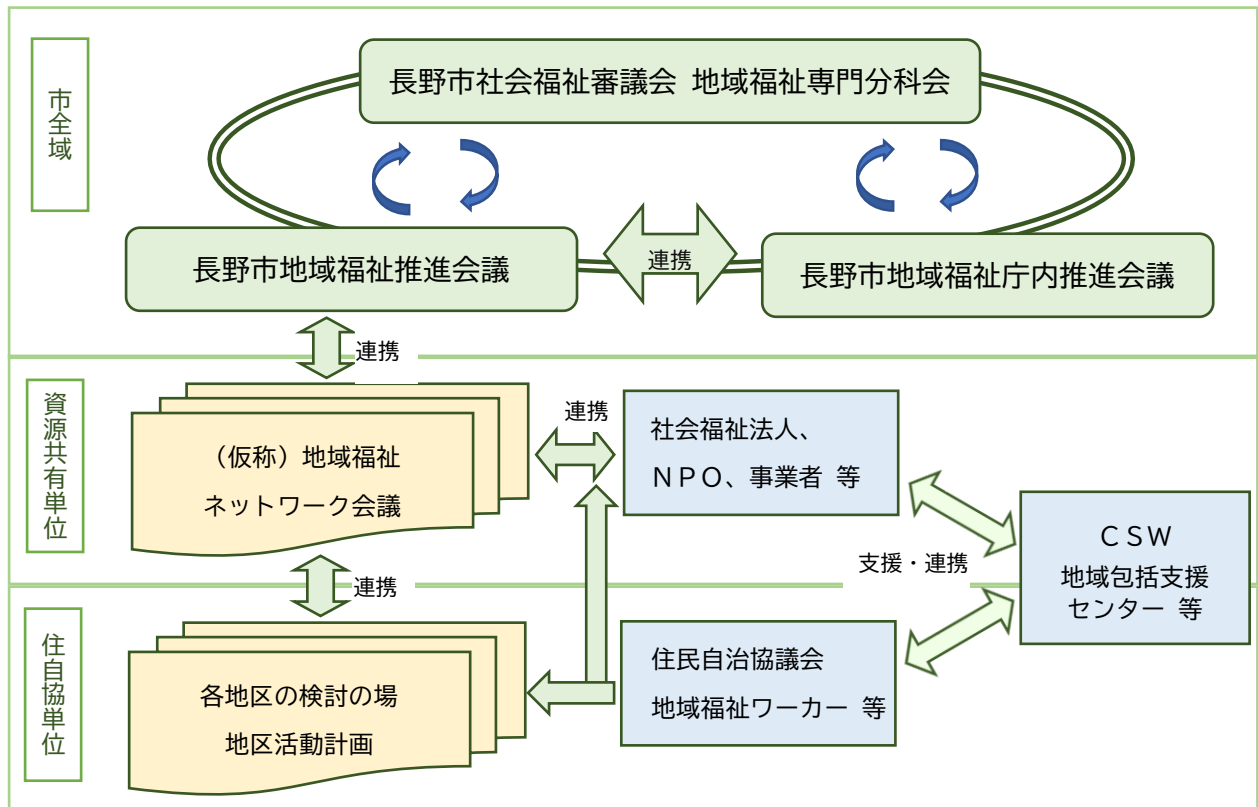 市全域
長野市社会福祉審議会 地域福祉専門分科会
長野市地域福祉推進会議
連携
長野市地域福祉庁内推進会議
連携
資源共有単位
（仮称）地域福祉
ネットワーク会議
連携
社会福祉法人、
ＮＰＯ、事業者 等
ＣＳＷ
地域包括支援
センター 等
支援・連携
連携
住自協単位
各地区の検討の場
地区活動計画
住民自治協議会
地域福祉ワーカー 等